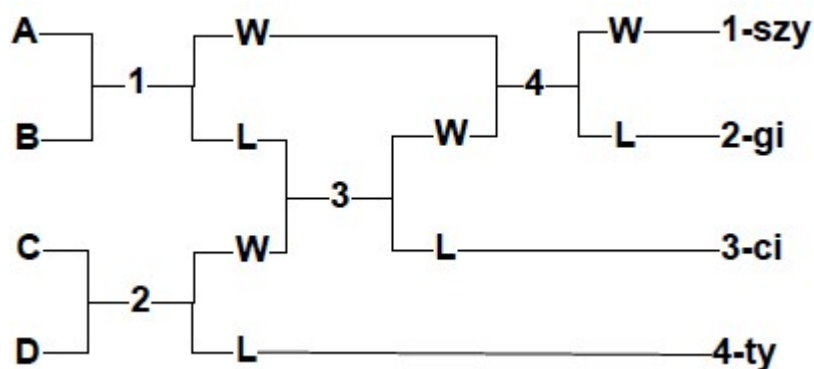 A W W 1-szy
1 4
B L W L 2-gi
3
C W L 3-ci
2
D L 4-ty